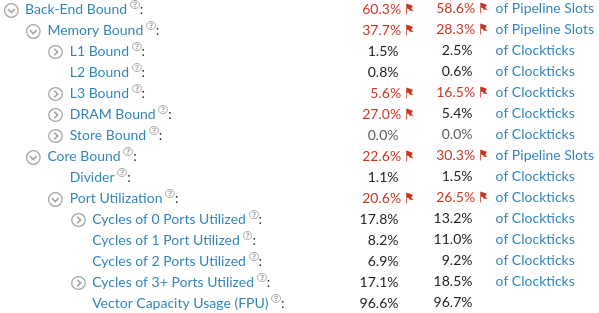 Back-End Bound ?: 60.3% 58.6% of Pipeline Slots
Memory Bound ?: 37.7% 28.3% of Pipeline Slots
L1 Bound ?: 1.5% 2.5% of Clockticks
L2 Bound ?: 0.8% 0.6% of Clockticks
L3 Bound ?: 5.6% 16.5% of Clockticks
DRAM Bound ?: 27.0% 5.4% of Clockticks
Store Bound ?: 0.0% 0.0% of Clockticks
Core Bound ?: 22.6% 30.3% of Pipeline Slots
Divider ?: 1.1% 1.5% of Clockticks
Port Utilization ?: 20.6% 26.5% of Clockticks
Cycles of 0 Ports Utilized ?: 17.8% 13.2% of Clockticks
Cycles of 1 Port Utilized ?: 8.2% 11.0% of Clockticks
Cycles of 2 Ports Utilized ?: 6.9% 9.2% of Clockticks
Cycles of 3+ Ports Utilized ?: 17.1% 18.5% of Clockticks
Vector Capacity Usage (FPU) ?: 96.6% 96.7%